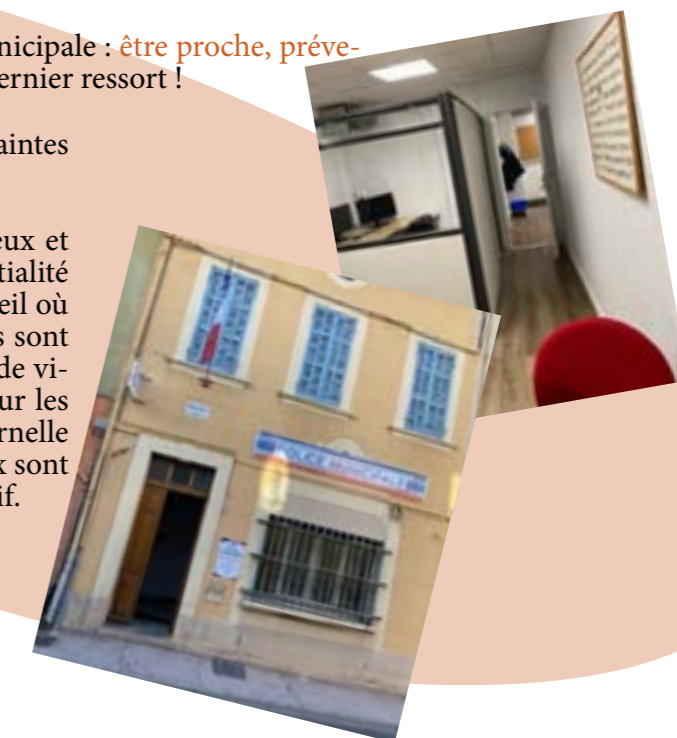 nicipale : être proche, préve-
ernier ressort !
aintes
eux et
tialité
eil où
s sont
de vi-
ur les
rnelle
x sont
if.
POLICE MUNICIPALE